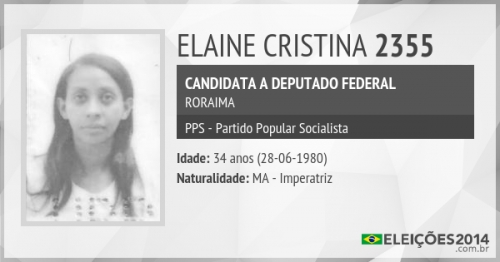 ELAINE CRISTINA 2355
CANDIDATA A DEPUTADO FEDERAL
RORAIMA
PPS - Partido Popular Socialista
Idade: 34 anos (28-06-1980)
Naturalidade: MA - Imperatriz
ELEIÇÕES2014
.com.br